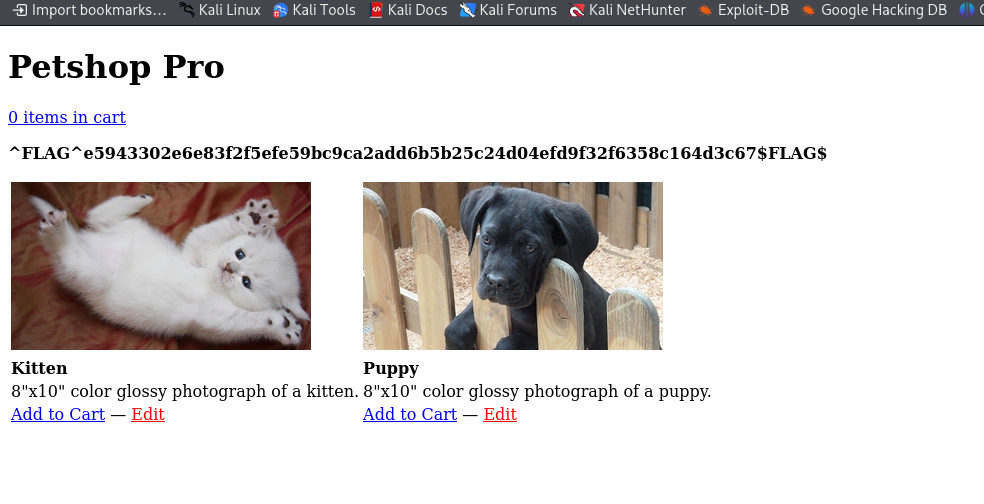 Import bookmarks... Kali Linux Kali Tools Kali Docs Kali Forums Kali NetHunter Exploit-DB Google Hacking DB
Petshop Pro
0 items in cart
^FLAG^e5943302e6e83f2f5efe59bc9ca2add6b5b25c24d04efd9f32f6358c164d3c67$FLAG$
Kitten Puppy
8"x10" color glossy photograph of a kitten. 8"x10" color glossy photograph of a puppy.
Add to Cart — Edit Add to Cart — Edit